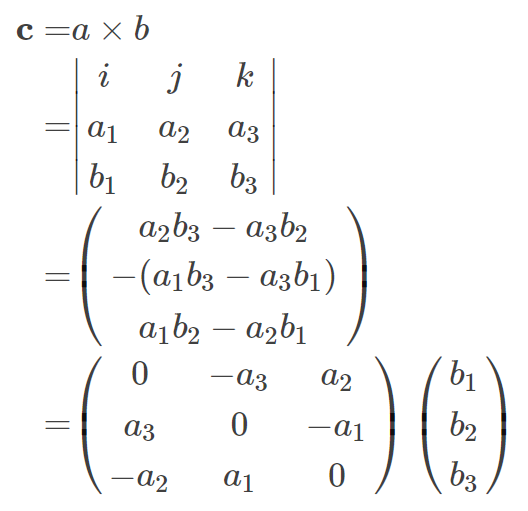 c = a × b
= | i j k |
| a₁ a₂ a₃ |
| b₁ b₂ b₃ |
= ( a₂b₃ − a₃b₂ )
( −(a₁b₃ − a₃b₁) )
( a₁b₂ − a₂b₁ )
= ( 0 −a₃ a₂ ) ( b₁ )
( a₃ 0 −a₁ ) ( b₂ )
( −a₂ a₁ 0 ) ( b₃ )